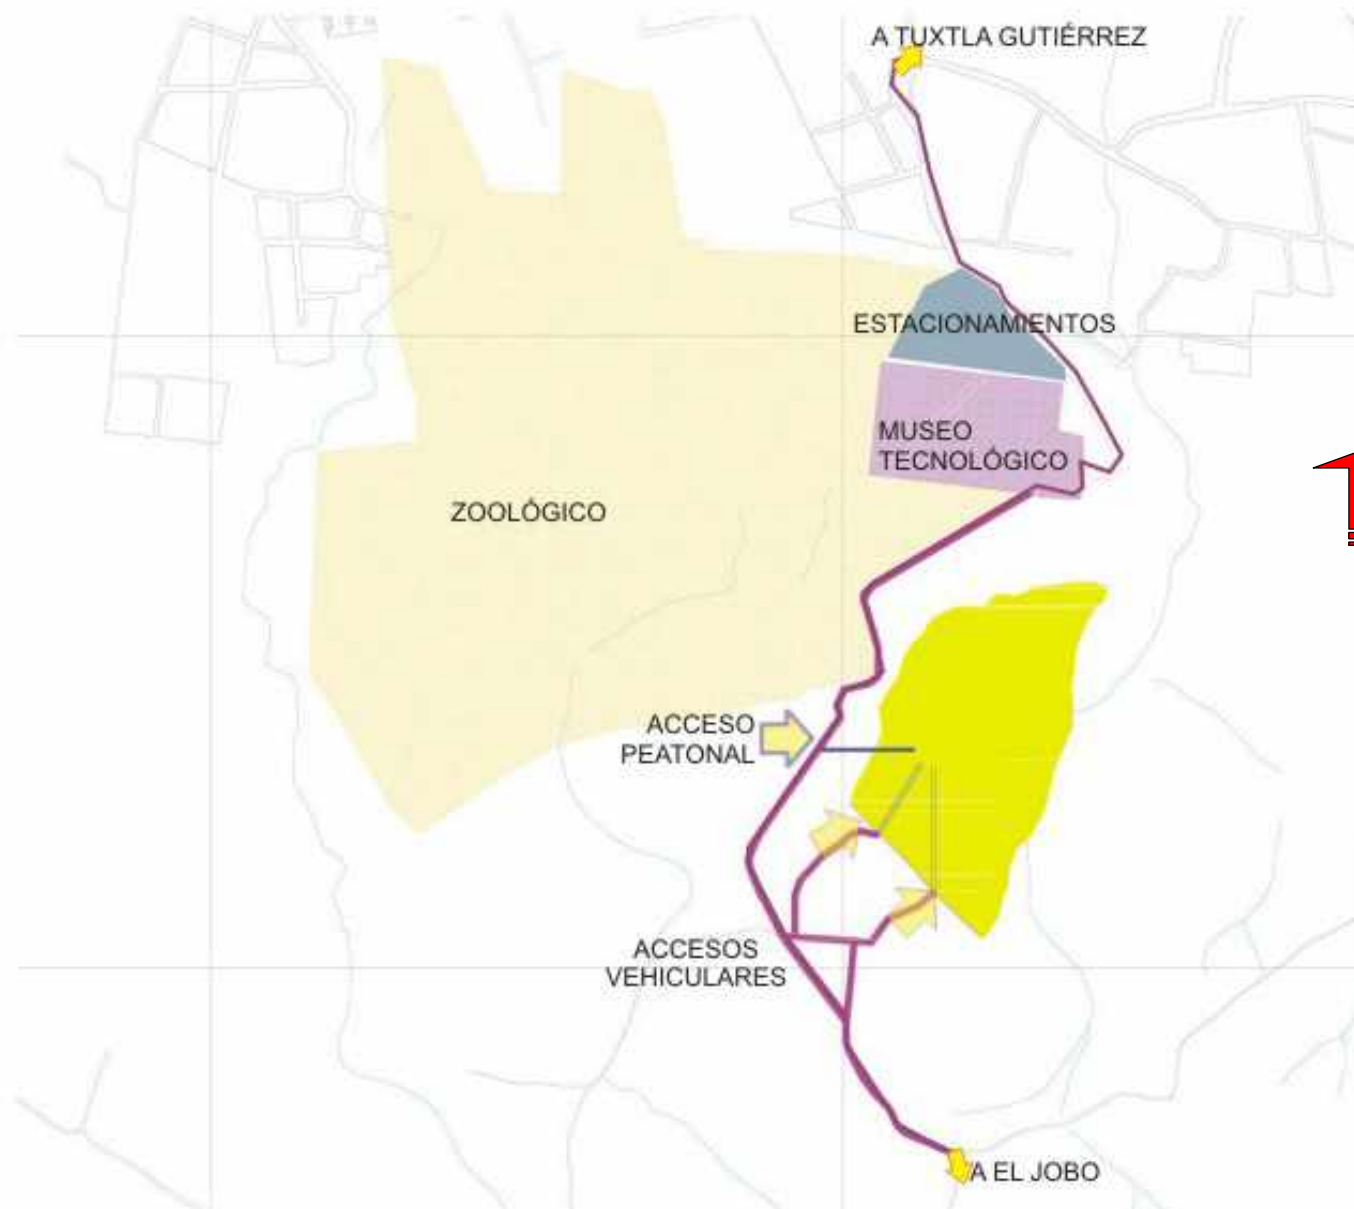 A TUXTLA GUTIÉRREZ
ESTACIONAMIENTOS
MUSEO
TECNOLÓGICO
ZOOLÓGICO
ACCESO
PEATONAL
ACCESOS
VEHICULARES
A EL JOBO